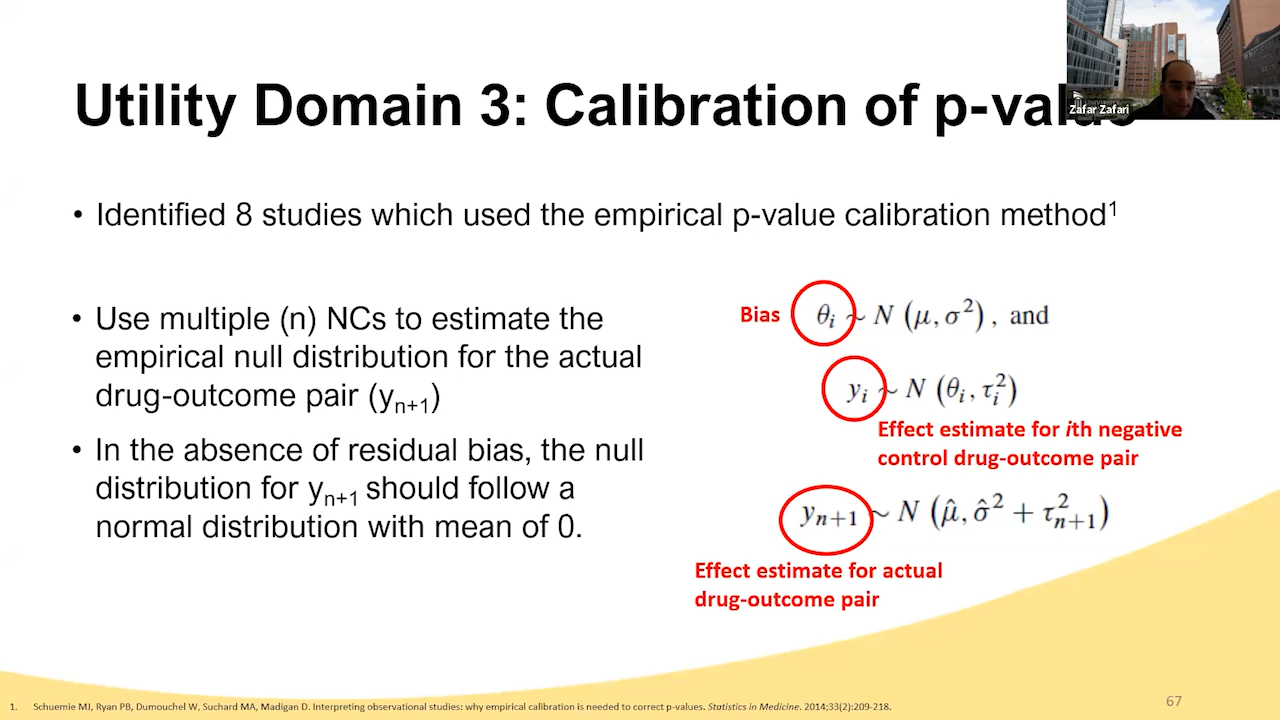 Utility Domain 3: Calibration of p-value
Zafar Zafari
• Identified 8 studies which used the empirical p-value calibration method¹
• Use multiple (n) NCs to estimate the
empirical null distribution for the actual
drug-outcome pair (yₙ₊₁)
• In the absence of residual bias, the null
distribution for yₙ₊₁ should follow a
normal distribution with mean of 0.
Bias θᵢ ~ N (μ, σ²) , and
yᵢ ~ N (θᵢ, τᵢ²)
Effect estimate for ith negative
control drug-outcome pair
yₙ₊₁ ~ N (μ̂, σ̂² + τ²ₙ₊₁)
Effect estimate for actual
drug-outcome pair
1. Schuemie MJ, Ryan PB, Dumouchel W, Suchard MA, Madigan D. Interpreting observational studies: why empirical calibration is needed to correct p-values. Statistics in Medicine. 2014;33(2):209-218.
67